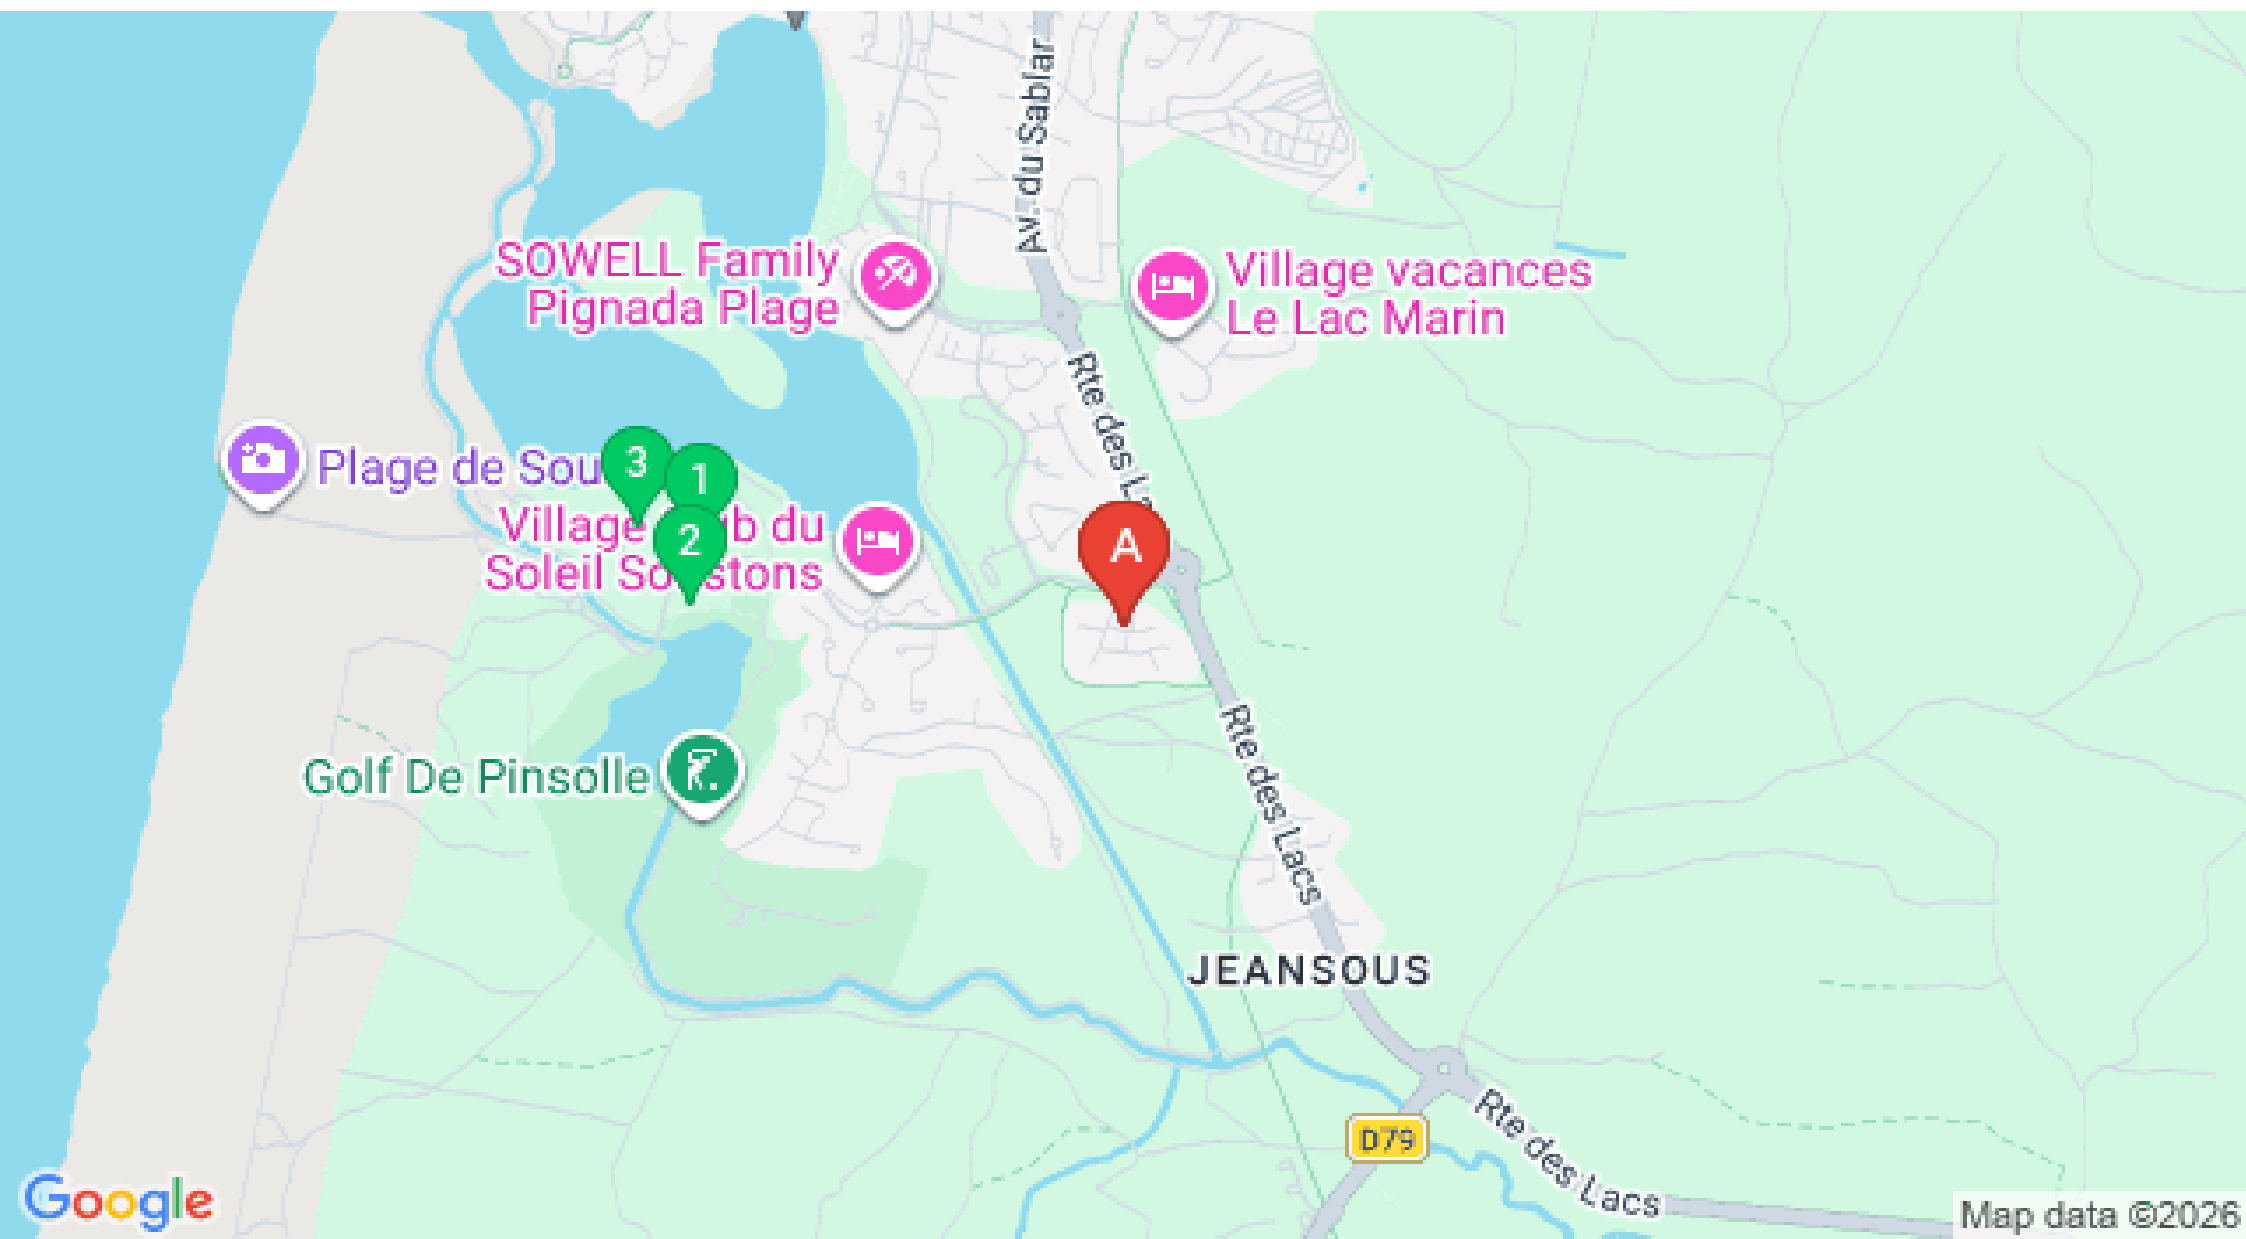 Av. du Sablar
SOWELL Family
Pignada Plage
Village vacances
Le Lac Marin
Rte des
Plage de Sou
3
1
2
Village
du
Soleil
A
Golf De Pinsolle
Rte des Lacs
JEANSOUS
D79
Rte des Lacs
Google
Map data ©2026